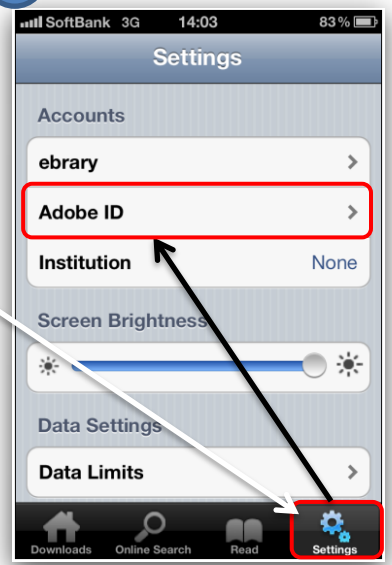 SoftBank 3G 14:03 83%
Settings
Accounts
ebrary
Adobe ID
Institution None
Screen Brightness
Data Settings
Data Limits
Downloads Online Search Read Settings